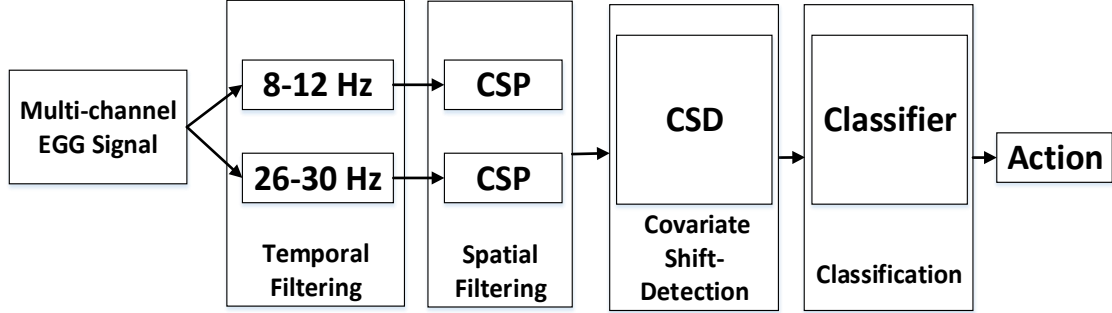 Multi-channel
EGG Signal
8-12 Hz
26-30 Hz
Temporal
Filtering
CSP
CSP
Spatial
Filtering
CSD
Covariate
Shift-
Detection
Classifier
Classification
Action